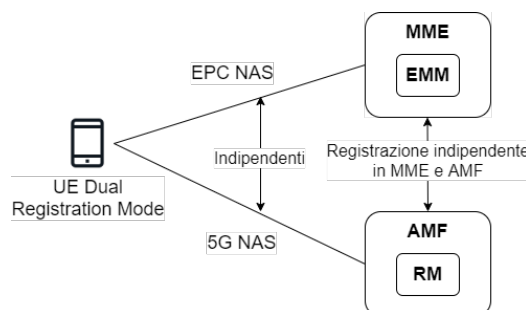 MME
EMM
EPC NAS
Indipendenti
Registrazione indipendente
in MME e AMF
UE Dual
Registration Mode
5G NAS
AMF
RM